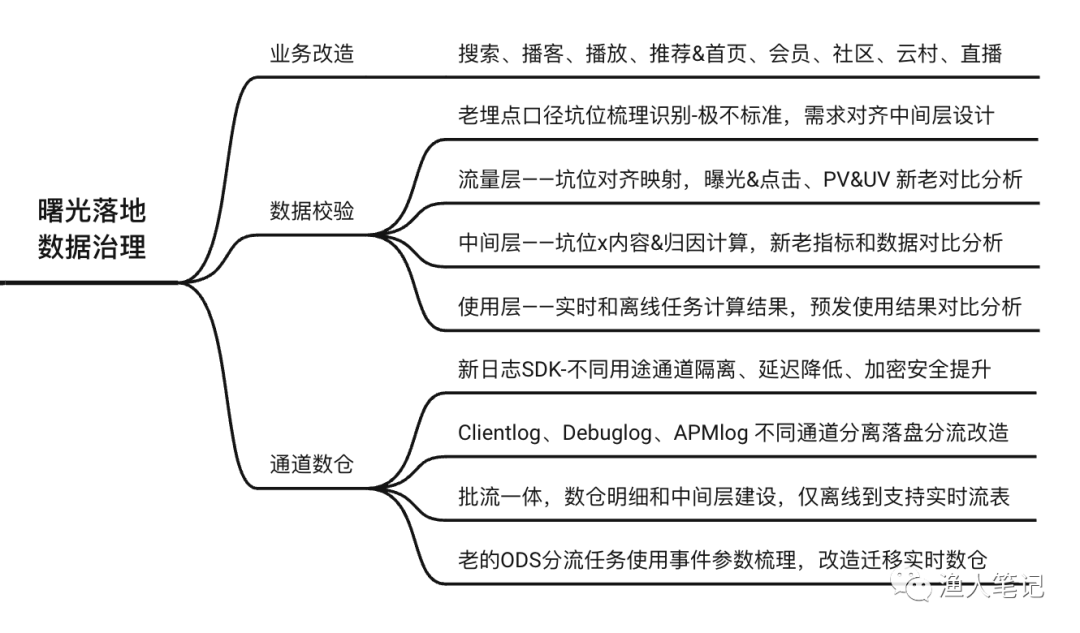 曙光落地
数据治理
业务改造
搜索、播客、播放、推荐&首页、会员、社区、云村、直播
数据校验
老埋点口径坑位梳理识别-极不标准，需求对齐中间层设计
流量层——坑位对齐映射，曝光&点击、PV&UV 新老对比分析
中间层——坑位x内容&归因计算，新老指标和数据对比分析
使用层——实时和离线任务计算结果，预发使用结果对比分析
通道数仓
新日志SDK-不同用途通道隔离、延迟降低、加密安全提升
Clientlog、Debuglog、APMlog 不同通道分离落盘分流改造
批流一体，数仓明细和中间层建设，仅离线到支持实时流表
老的ODS分流任务使用事件参数梳理，改造迁移实时数仓
渔人笔记